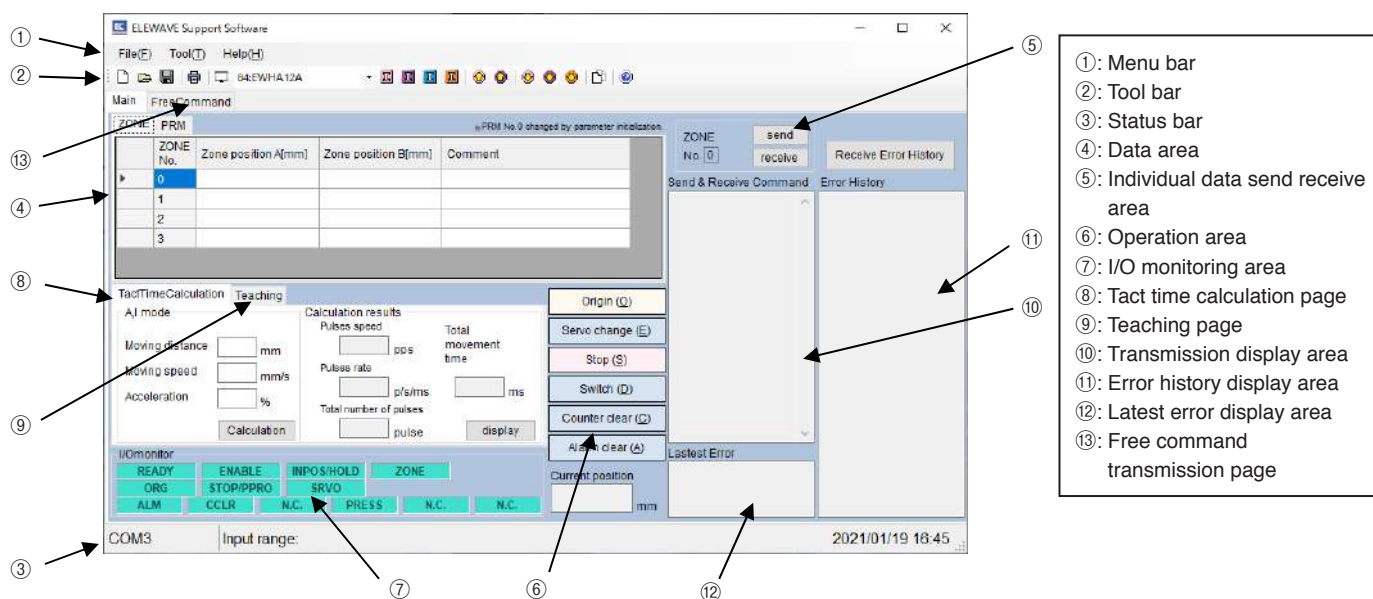 ELEWAVE Support Software
File(F) Tool(T) Help(H)
84:EWHA12A
Main FreeCommand
ZONE PRM
※PRM No.0 changed by parameter initialization
ZONE No. Zone position A[mm] Zone position B[mm] Comment
0
1
2
3
ZONE
No. 0
send
receive
Receive Error History
Send & Receive Command
Error History
TactTimeCalculation Teaching
A,I mode
Moving distance mm
Moving speed mm/s
Acceleration %
Calculation
Calculation results
Pulses speed
pps
Pulses rate
p/s/ms
Total number of pulses
pulse
Total movement time
ms
display
Origin (O)
Servo change (E)
Stop (S)
Switch (D)
Counter clear (C)
Alarm clear (A)
Current position
mm
Lastest Error
I/Omonitor
READY ENABLE INPOS/HOLD ZONE
ORG STOP/PPRO SRVO
ALM CCLR N.C. PRESS N.C. N.C.
COM3 Input range: 2021/01/19 16:45
①
②
⑬
④
⑧
⑨
③
⑦
⑥
⑫
⑤
⑪
⑩
①: Menu bar
②: Tool bar
③: Status bar
④: Data area
⑤: Individual data send receive
area
⑥: Operation area
⑦: I/O monitoring area
⑧: Tact time calculation page
⑨: Teaching page
⑩: Transmission display area
⑪: Error history display area
⑫: Latest error display area
⑬: Free command
transmission page